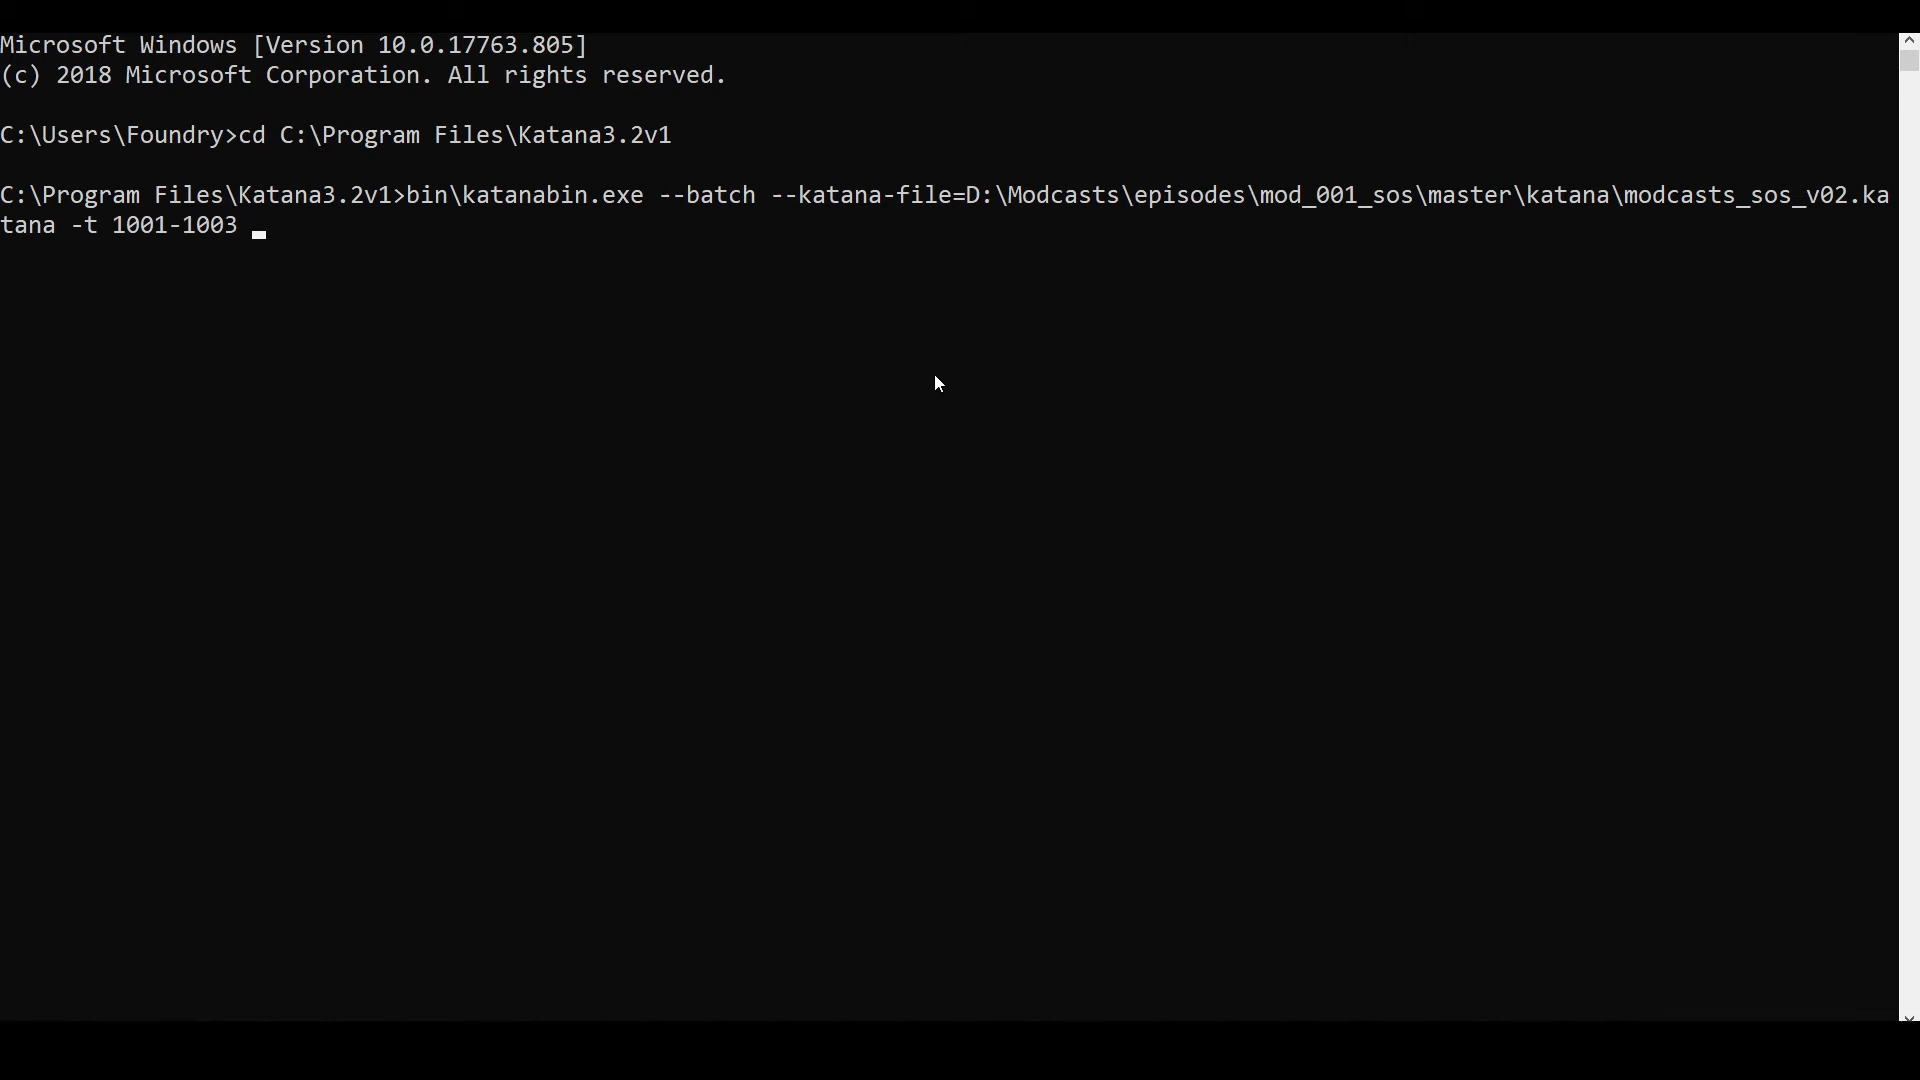 Microsoft Windows [Version 10.0.17763.805]
(c) 2018 Microsoft Corporation. All rights reserved.
C:\Users\Foundry>cd C:\Program Files\Katana3.2v1
C:\Program Files\Katana3.2v1>bin\katanabin.exe --batch --katana-file=D:\Modcasts\episodes\mod_001_sos\master\katana\modcasts_sos_v02.ka
tana -t 1001-1003